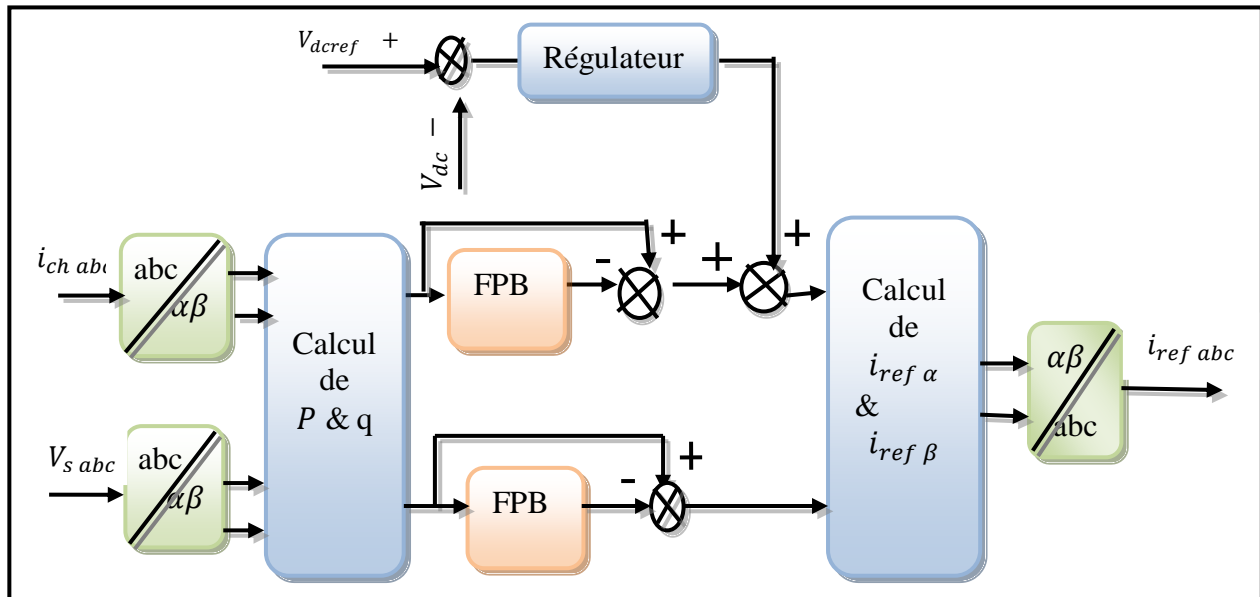 V_dcref +
Régulateur
V_dc −
i_ch abc
abc
αβ
FPB
-
+
+
+
Calcul
de
P & q
Calcul
de
i_ref α
&
i_ref β
αβ
abc
i_ref abc
V_s abc
abc
αβ
FPB
-
+